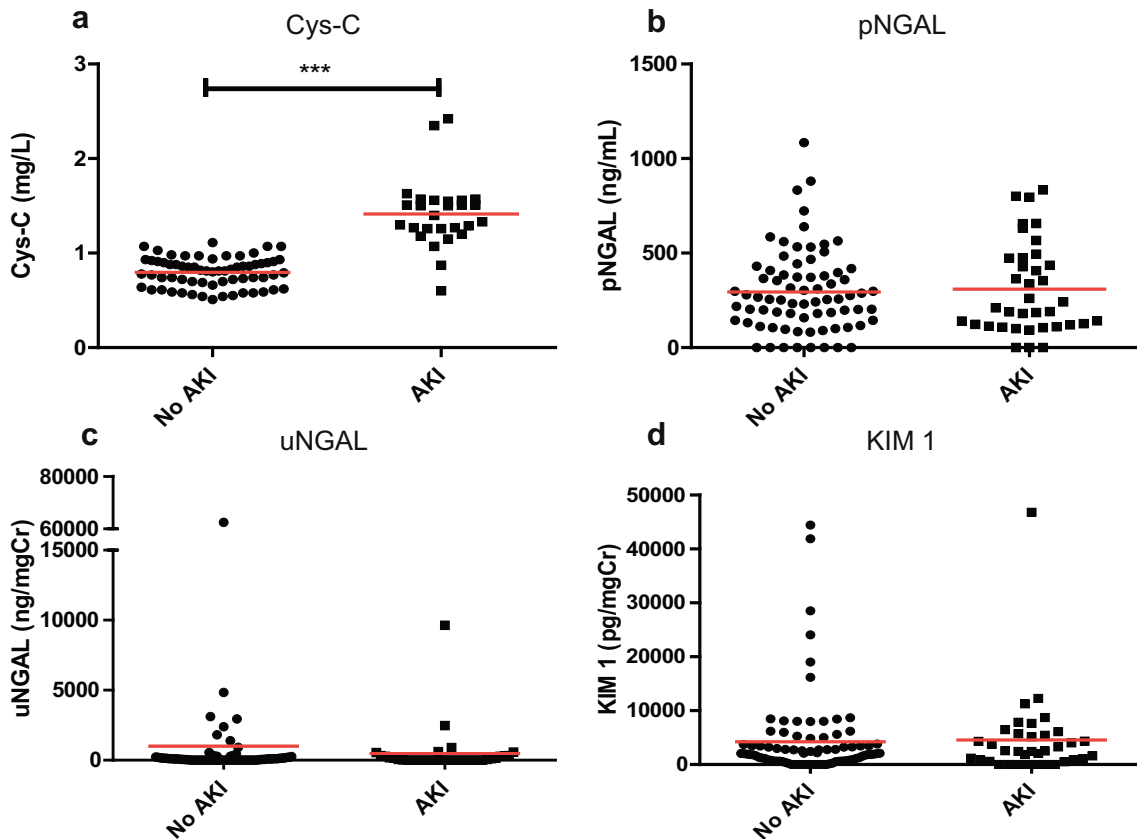 a
Cys-C
3
2
1
0
Cys-C (mg/L)
***
No AKI
AKI
b
pNGAL
1500
1000
500
0
pNGAL (ng/mL)
No AKI
AKI
c
uNGAL
80000
60000
15000
10000
5000
0
uNGAL (ng/mgCr)
No AKI
AKI
d
KIM 1
50000
40000
30000
20000
10000
0
KIM 1 (pg/mgCr)
No AKI
AKI